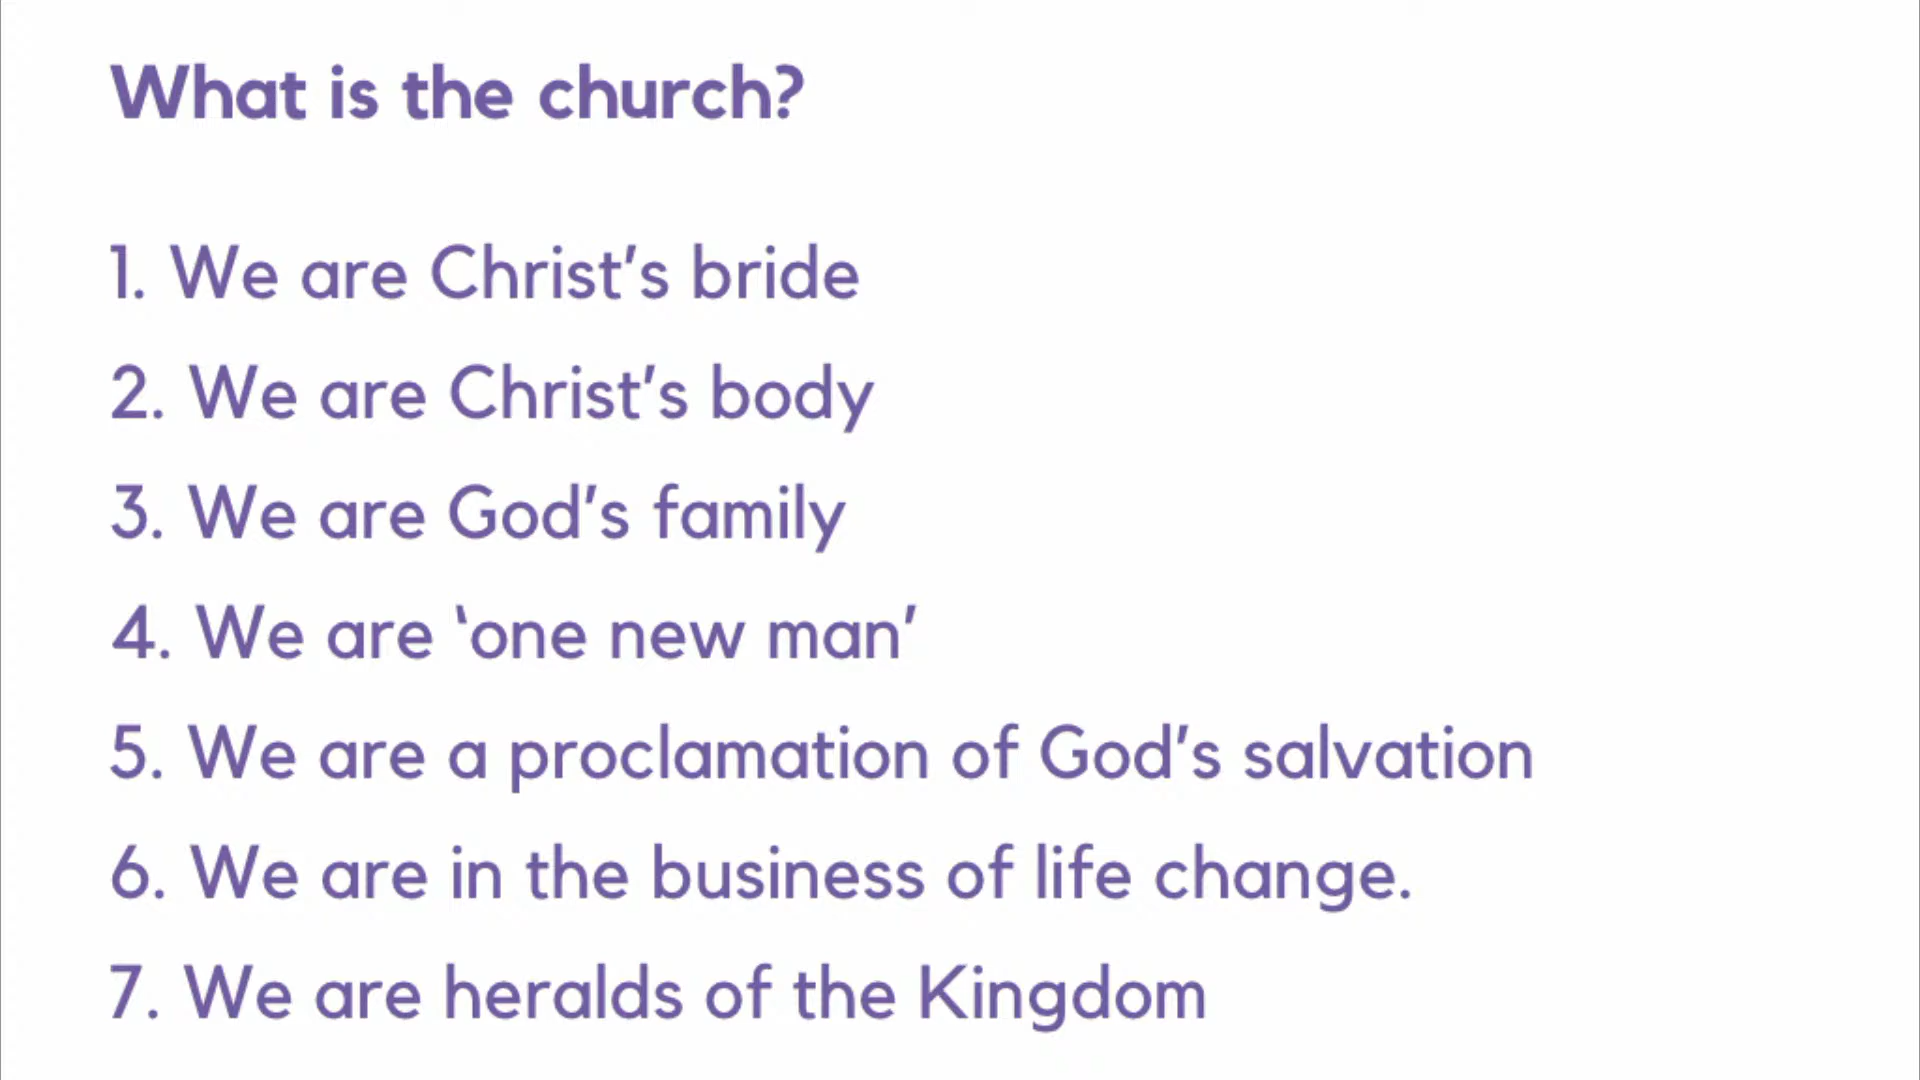 What is the church?
1. We are Christ’s bride
2. We are Christ’s body
3. We are God’s family
4. We are ‘one new man’
5. We are a proclamation of God’s salvation
6. We are in the business of life change.
7. We are heralds of the Kingdom